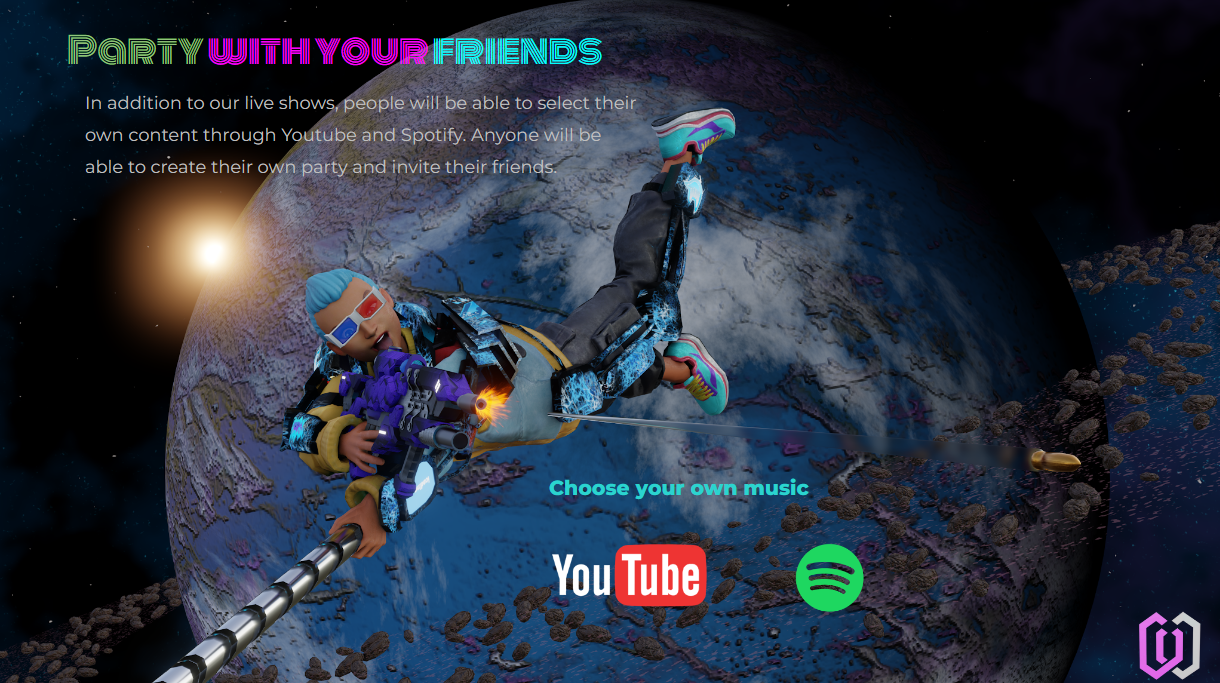 Party with your friends
In addition to our live shows, people will be able to select their
own content through Youtube and Spotify. Anyone will be
able to create their own party and invite their friends.
Choose your own music
YouTube